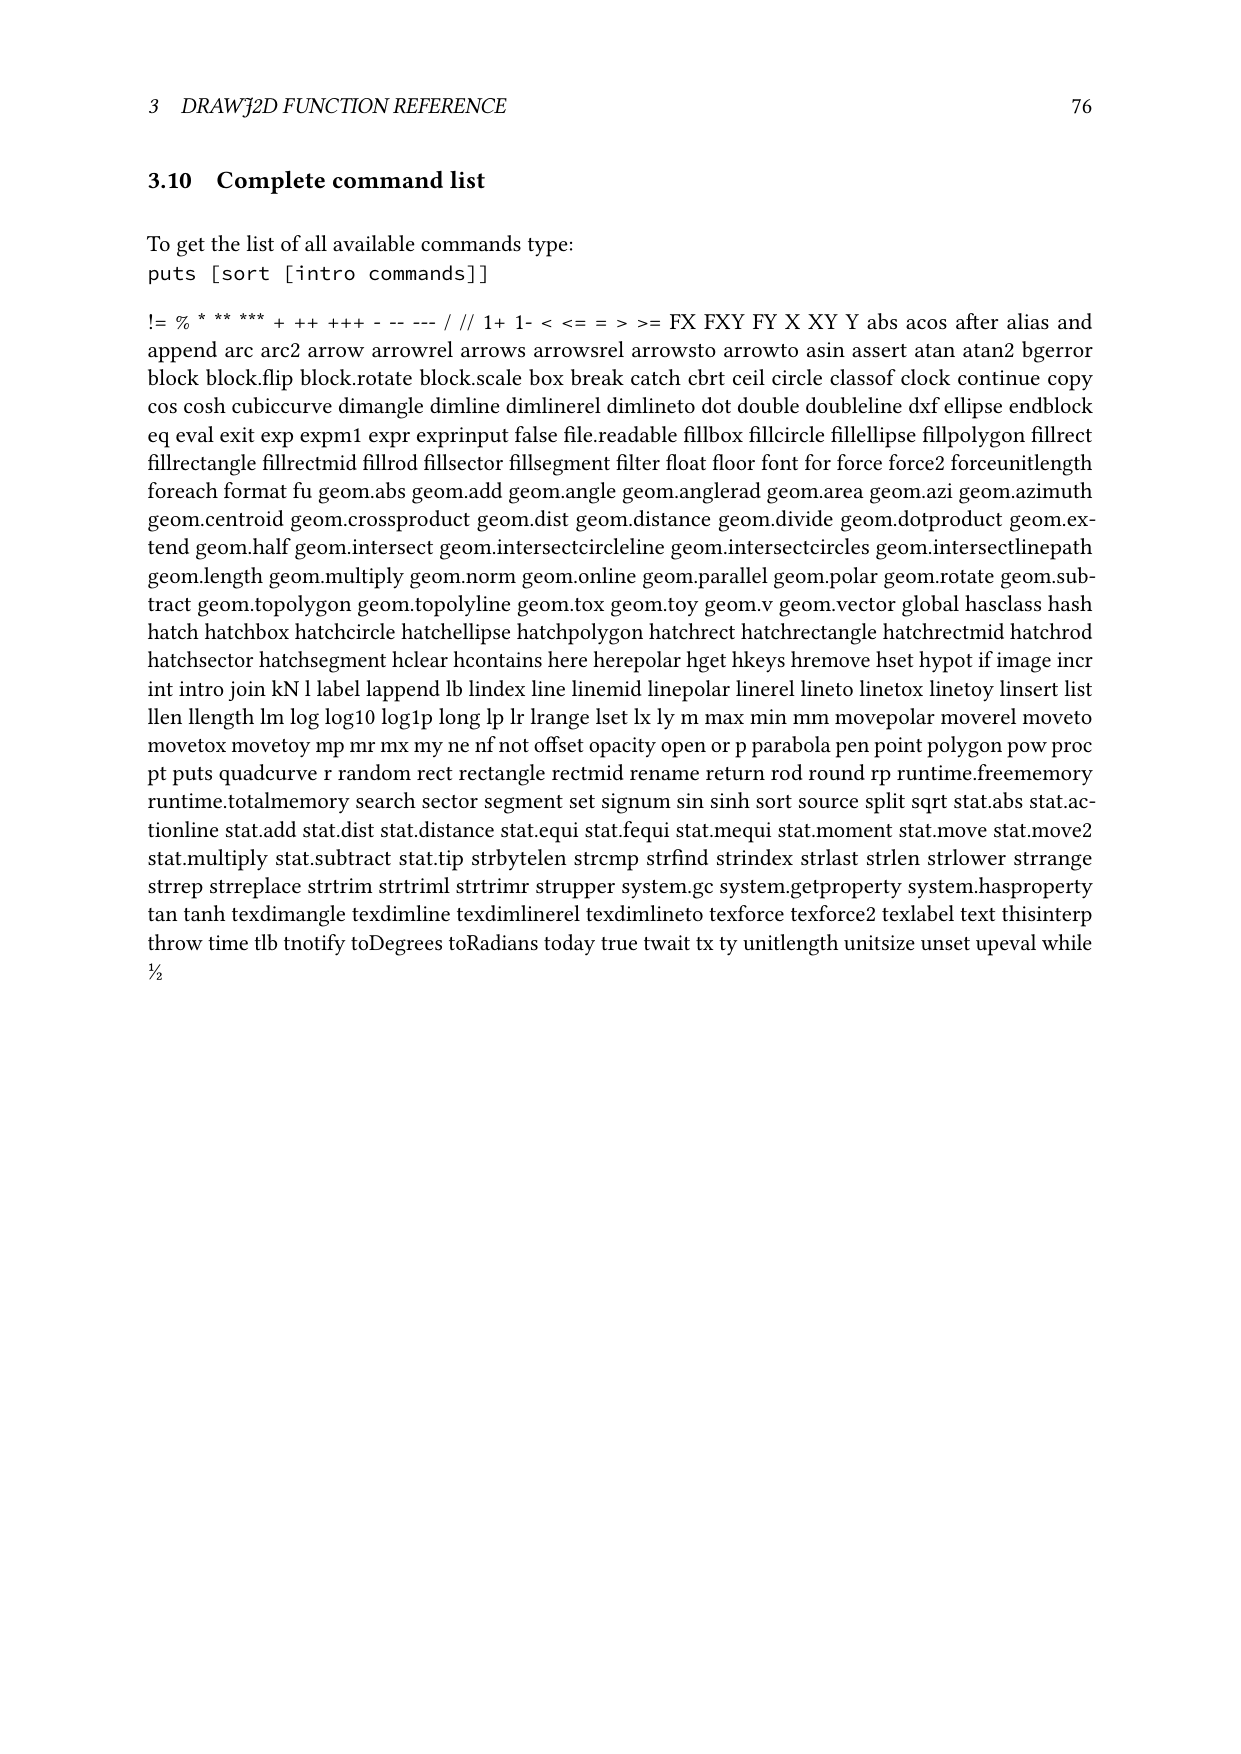 3 DRAWJ2D FUNCTION REFERENCE 76
3.10 Complete command list
To get the list of all available commands type:
puts [sort [intro commands]]
!= % * ** *** + ++ +++ - -- --- / // 1+ 1- < <= = > >= FX FXY FY X XY Y abs acos after alias and
append arc arc2 arrow arrowrel arrows arrowsrel arrowsto arrowto asin assert atan atan2 bgerror
block block.flip block.rotate block.scale box break catch cbrt ceil circle classof clock continue copy
cos cosh cubiccurve dimangle dimline dimlinerel dimlineto dot double doubleline dxf ellipse endblock
eq eval exit exp expm1 expr exprinput false file.readable fillbox fillcircle fillellipse fillpolygon fillrect
fillrectangle fillrectmid fillrod fillsector fillsegment filter float floor font for force force2 forceunitlength
foreach format fu geom.abs geom.add geom.angle geom.anglerad geom.area geom.azi geom.azimuth
geom.centroid geom.crossproduct geom.dist geom.distance geom.divide geom.dotproduct geom.ex-
tend geom.half geom.intersect geom.intersectcircleline geom.intersectcircles geom.intersectlinepath
geom.length geom.multiply geom.norm geom.online geom.parallel geom.polar geom.rotate geom.sub-
tract geom.topolygon geom.topolyline geom.tox geom.toy geom.v geom.vector global hasclass hash
hatch hatchbox hatchcircle hatchellipse hatchpolygon hatchrect hatchrectangle hatchrectmid hatchrod
hatchsector hatchsegment hclear hcontains here herepolar hget hkeys hremove hset hypot if image incr
int intro join kN l label lappend lb lindex line linemid linepolar linerel lineto linetox linetoy linsert list
llen llength lm log log10 log1p long lp lr lrange lset lx ly m max min mm movepolar moverel moveto
movetox movetoy mp mr mx my ne nf not offset opacity open or p parabola pen point polygon pow proc
pt puts quadcurve r random rect rectangle rectmid rename return rod round rp runtime.freememory
runtime.totalmemory search sector segment set signum sin sinh sort source split sqrt stat.abs stat.ac-
tionline stat.add stat.dist stat.distance stat.equi stat.fequi stat.mequi stat.moment stat.move stat.move2
stat.multiply stat.subtract stat.tip strbytelen strcmp strfind strindex strlast strlen strlower strrange
strrep strreplace strtrim strtriml strtrimr strupper system.gc system.getproperty system.hasproperty
tan tanh texdimangle texdimline texdimlinerel texdimlineto texforce texforce2 texlabel text thisinterp
throw time tlb tnotify toDegrees toRadians today true twait tx ty unitlength unitsize unset upeval while
½